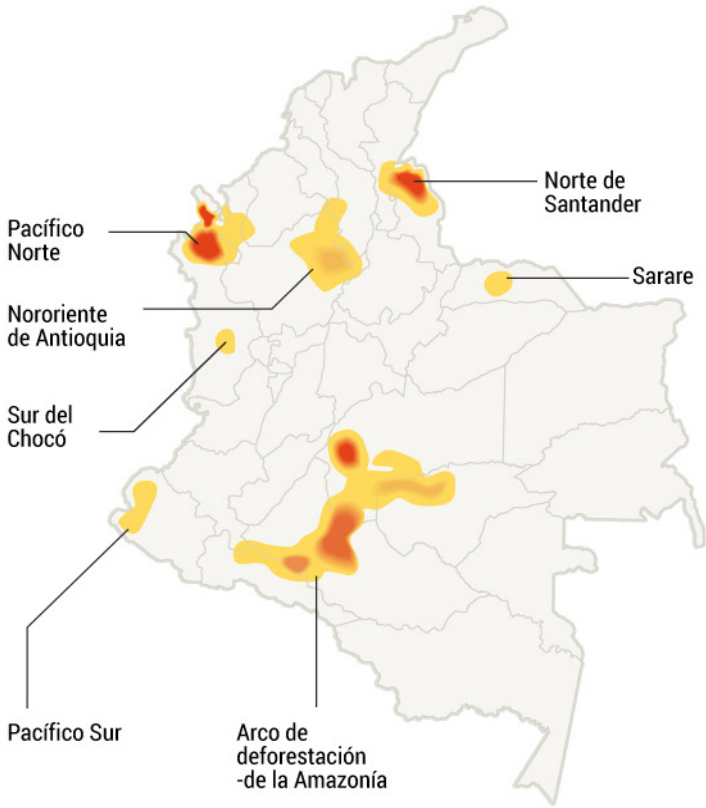 Norte de
Santander
Pacífico
Norte
Sarare
Nororiente
de Antioquia
Sur del
Chocó
Pacífico Sur
Arco de
deforestación
-de la Amazonía